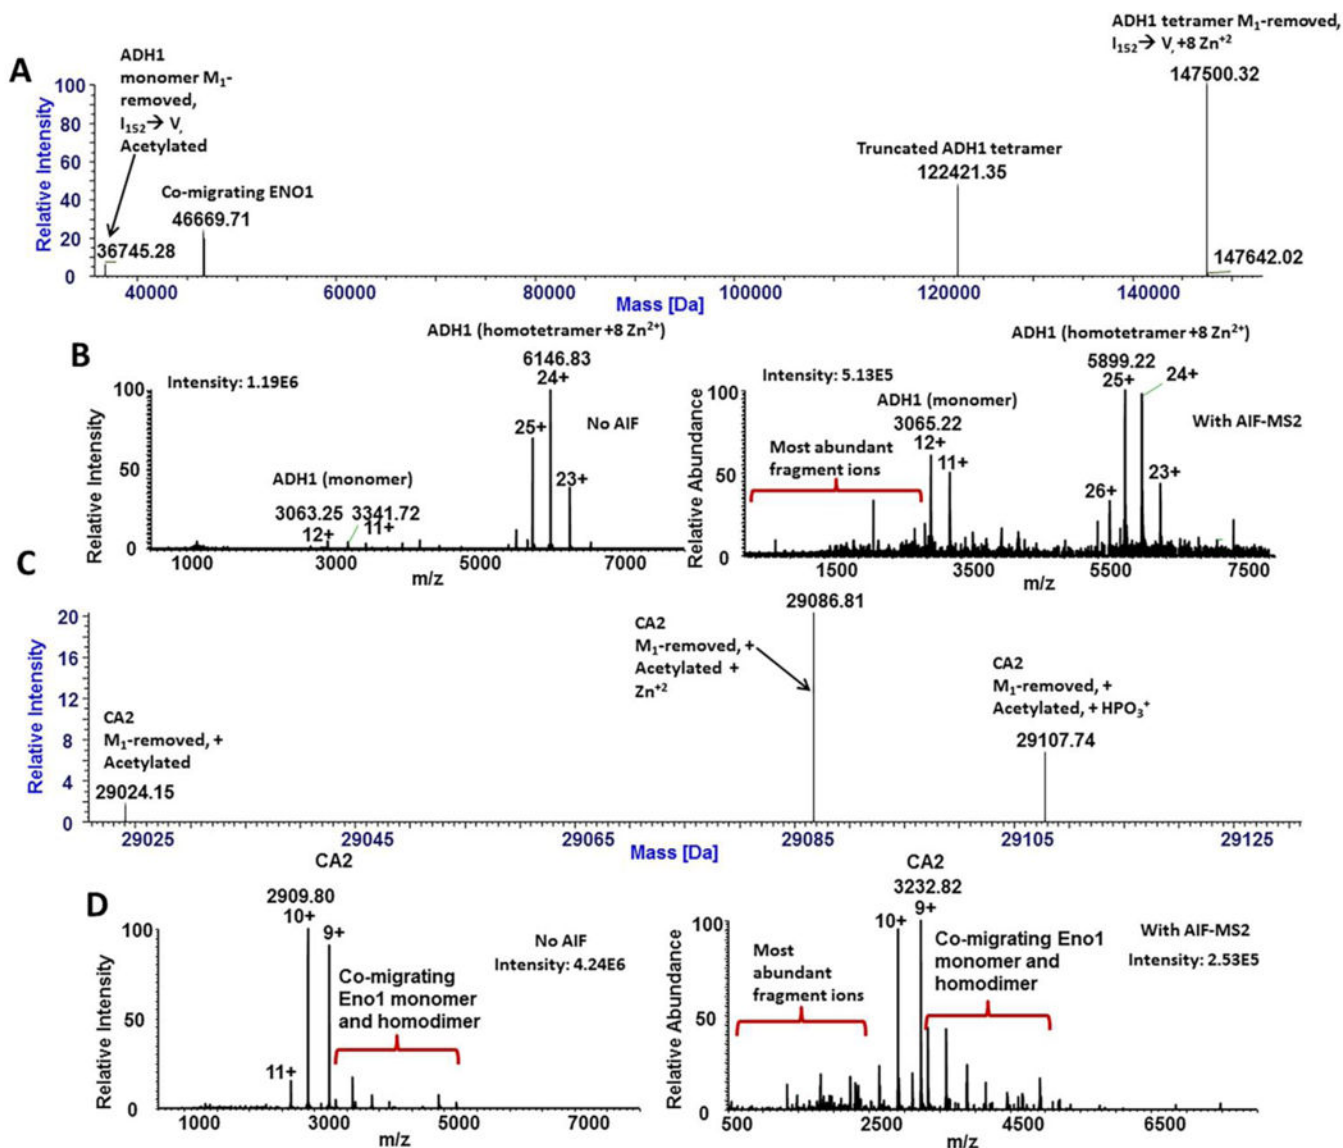 A
ADH1
monomer M1-
removed,
I152→ V,
Acetylated
36745.28
Co-migrating ENO1
46669.71
Truncated ADH1 tetramer
122421.35
ADH1 tetramer M1-removed,
I152→ V, +8 Zn+2
147500.32
147642.02
Relative Intensity
100
80
60
40
20
0
40000 60000 80000 100000 120000 140000
Mass [Da]
B
ADH1 (homotetramer +8 Zn2+)
6146.83
24+
25+
23+
Intensity: 1.19E6
No AIF
ADH1 (monomer)
3063.25 3341.72
12+ 11+
Relative Intensity
100
50
0
1000 3000 5000 7000
m/z
ADH1 (homotetramer +8 Zn2+)
5899.22
25+ 24+
26+ 23+
Intensity: 5.13E5
With AIF-MS2
ADH1 (monomer)
3065.22
12+
11+
Most abundant
fragment ions
Relative Abundance
100
50
0
1500 3500 5500 7500
m/z
C
29086.81
CA2
M1-removed, +
Acetylated +
Zn+2
CA2
M1-removed, +
Acetylated, + HPO3+
29107.74
CA2
M1-removed, +
Acetylated
29024.15
Relative Intensity
20
16
12
8
4
0
29025 29045 29065 29085 29105 29125
Mass [Da]
D
CA2
2909.80
10+
9+
11+
No AIF
Intensity: 4.24E6
Co-migrating
Eno1 monomer
and homodimer
Relative Intensity
100
50
0
1000 3000 5000 7000
m/z
CA2
3232.82
9+
10+
With AIF-MS2
Intensity: 2.53E5
Co-migrating Eno1
monomer and
homodimer
Most
abundant
fragment ions
Relative Abundance
100
50
0
500 2500 4500 6500
m/z